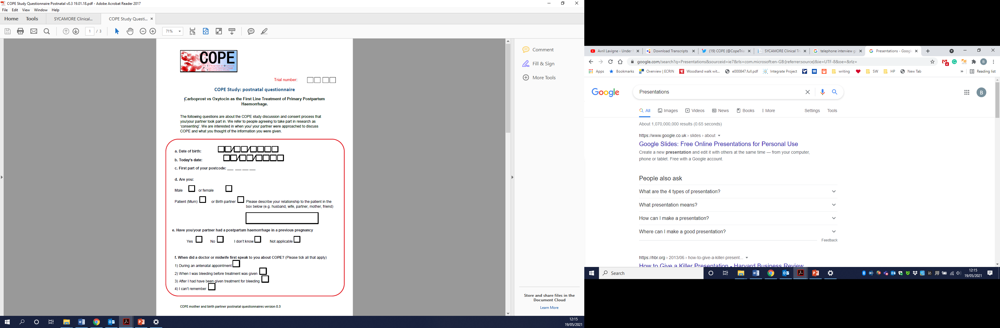 COPE Study Questionnaire Postnatal v0.3 19.01.18.pdf - Adobe Acrobat Reader 2017
File Edit View Window Help
Home Tools SYCAMORE Clinical... COPE Study Questi... ×
1 / 3 71%
COPE
The Carboprost or Oxytocin
Postpartum haemorrhage
Effectiveness Study
Trial number:
COPE Study: postnatal questionnaire
Carboprost vs Oxytocin as the First Line Treatment of Primary Postpartum
Haemorrhage.
The following questions are about the COPE study discussion and consent process that
you/your partner took part in. We refer to people agreeing to take part in research as
‘consenting’. We are interested in when you/ your partner were approached to discuss
COPE and what you thought of the information you were given.
a. Date of birth: / /
b. Today’s date: / /
c. First part of your postcode: ___ ___ ___ ___
d. Are you:
Male or female
Patient (Mum) or Birth partner Please describe your relationship to the patient in the
box below (e.g. husband, wife, partner, mother, friend)
e. Have you/your partner had a postpartum haemorrhage in a previous pregnancy
Yes No I don’t know Not applicable
f. When did a doctor or midwife first speak to you about COPE? (Please tick all that apply)
1) During an antenatal appointment
2) When I was bleeding before treatment was given
3) After I had have been given treatment for bleeding
4) I can’t remember
COPE mother and birth partner postnatal questionnaires version 0.3
Comment
Fill & Sign
More Tools
Store and share files in the
Document Cloud
Learn More
12:15
19/05/2021
Avril Lavigne - Under Download Transcripts (19) COPE (@CopeTria SYCAMORE Clinical Tri telephone interview Presentations - Googl
google.com/search?q=Presentations&sourceid=ie7&rls=com.microsoft:en-GB:{referrer:source}&ie=UTF-8&oe=&rlz=
4 B
Apps Bookmarks Overview | ECRIN Woodland walk wit... e000847.full.pdf Integrate Project writing SW HP New Tab » Reading list
Google Presentations B
All Images Videos News Books More Settings Tools
About 1,070,000,000 results (0.65 seconds)
https://www.google.co.uk › slides › about
Google Slides: Free Online Presentations for Personal Use
Create a new presentation and edit it with others at the same time — from your computer,
phone or tablet. Free with a Google account.
People also ask
What are the 4 types of presentation?
What presentation means?
How can I make a presentation?
Where can I make a good presentation?
Feedback
https://hbr.org › 2013/06 › how-to-give-a-killer-present...
How to Give a Killer Presentation - Harvard Business Review
Search
12:15
19/05/2021